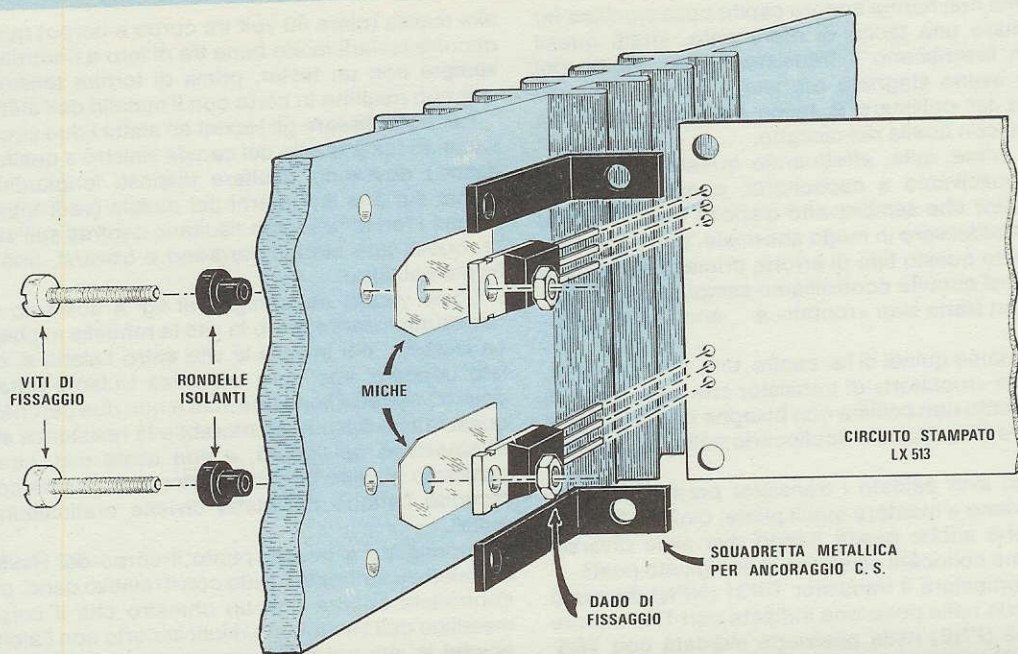 VITI DI
FISSAGGIO
RONDELLE
ISOLANTI
MICHE
CIRCUITO STAMPATO
LX 513
SQUADRETTA METALLICA
PER ANCORAGGIO C.S.
DADO DI
FISSAGGIO